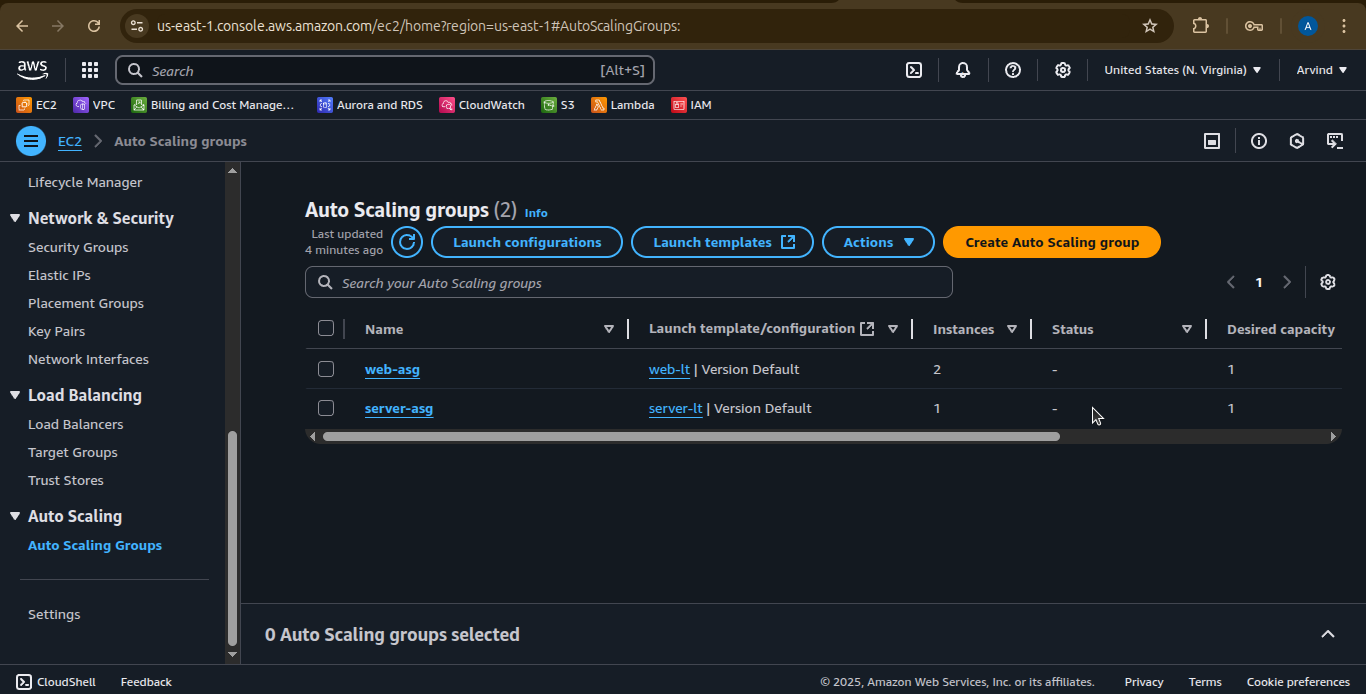 us-east-1.console.aws.amazon.com/ec2/home?region=us-east-1#AutoScalingGroups:
A
aws
Search
[Alt+S]
United States (N. Virginia)
Arvind
EC2
VPC
Billing and Cost Manage...
Aurora and RDS
CloudWatch
S3
Lambda
IAM
EC2
Auto Scaling groups
Lifecycle Manager
Network & Security
Security Groups
Elastic IPs
Placement Groups
Key Pairs
Network Interfaces
Load Balancing
Load Balancers
Target Groups
Trust Stores
Auto Scaling
Auto Scaling Groups
Settings
Auto Scaling groups (2) Info
Last updated
4 minutes ago
Launch configurations
Launch templates
Actions
Create Auto Scaling group
Search your Auto Scaling groups
1
Name Launch template/configuration Instances Status Desired capacity
web-asg web-lt | Version Default 2 - 1
server-asg server-lt | Version Default 1 - 1
0 Auto Scaling groups selected
CloudShell Feedback © 2025, Amazon Web Services, Inc. or its affiliates. Privacy Terms Cookie preferences